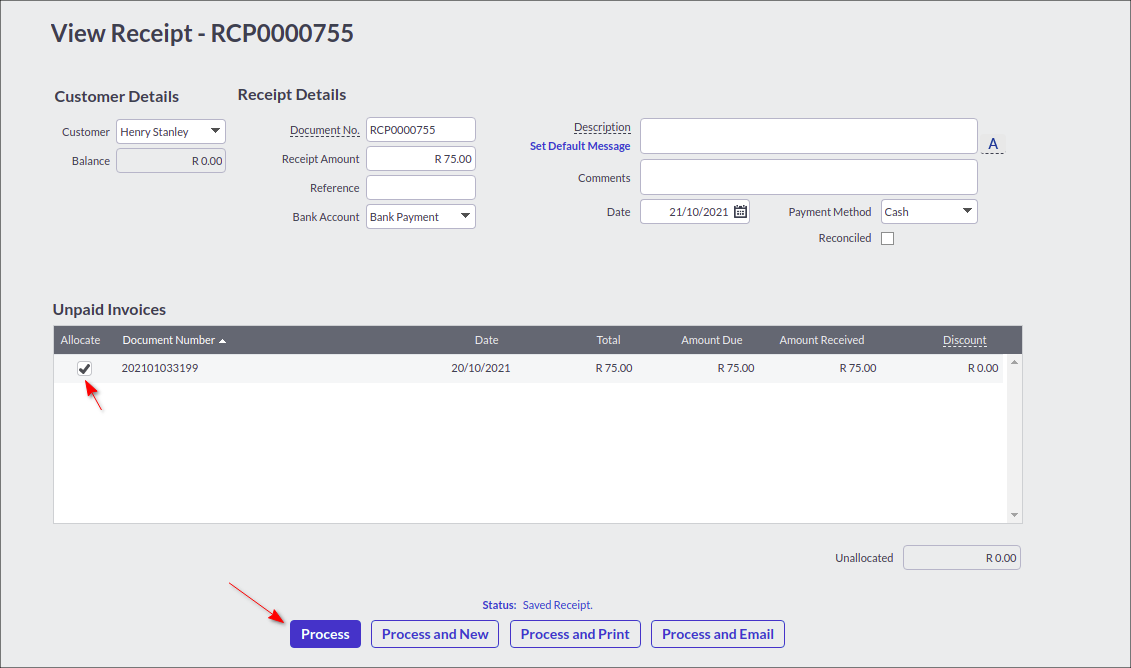 View Receipt - RCP0000755
Customer Details
Customer Henry Stanley
Balance R 0.00
Receipt Details
Document No. RCP0000755
Receipt Amount R 75.00
Reference
Bank Account Bank Payment
Description
Set Default Message
A
Comments
Date 21/10/2021 Payment Method Cash
Reconciled
Unpaid Invoices
Allocate Document Number Date Total Amount Due Amount Received Discount
202101033199 20/10/2021 R 75.00 R 75.00 R 75.00 R 0.00
Unallocated R 0.00
Status: Saved Receipt.
Process Process and New Process and Print Process and Email